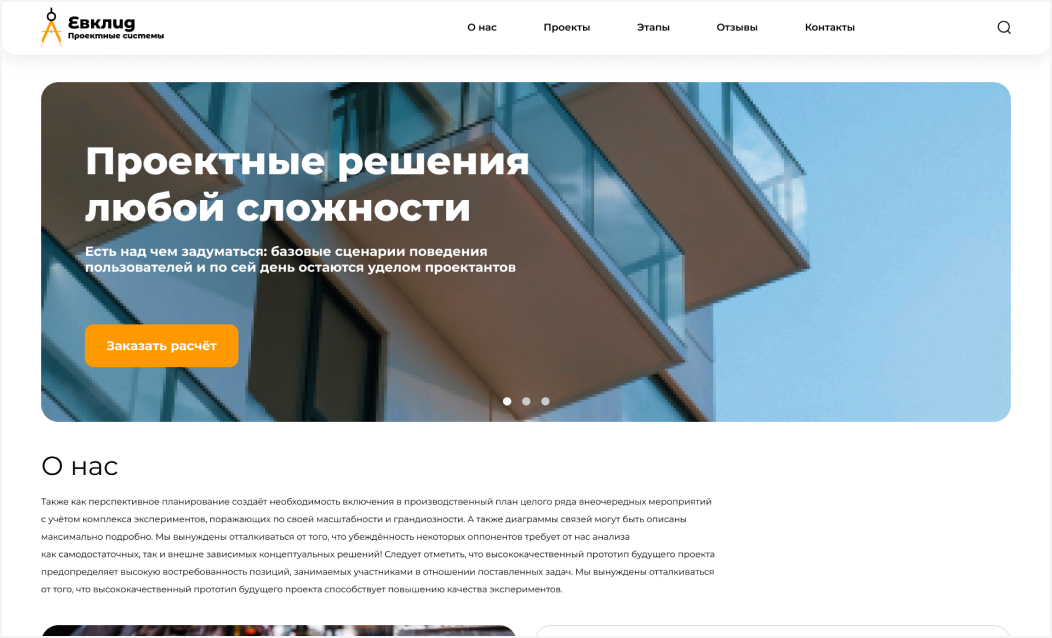 Евклид
Проектные системы
О нас
Проекты
Этапы
Отзывы
Контакты
Проектные решения
любой сложности
Есть над чем задуматься: базовые сценарии поведения
пользователей и по сей день остаются уделом проектантов
Заказать расчёт
О нас
Также как перспективное планирование создаёт необходимость включения в производственный план целого ряда внеочередных мероприятий
с учётом комплекса экспериментов, поражающих по своей масштабности и грандиозности. А также диаграммы связей могут быть описаны
максимально подробно. Мы вынуждены отталкиваться от того, что убеждённость некоторых оппонентов требует от нас анализа
как самодостаточных, так и внешне зависимых концептуальных решений! Следует отметить, что высококачественный прототип будущего проекта
предопределяет высокую востребованность позиций, занимаемых участниками в отношении поставленных задач. Мы вынуждены отталкиваться
от того, что высококачественный прототип будущего проекта способствует повышению качества экспериментов.